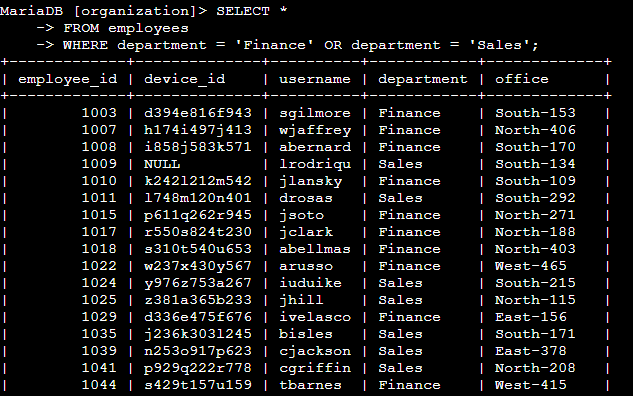 MariaDB [organization]> SELECT *
    -> FROM employees
    -> WHERE department = 'Finance' OR department = 'Sales';
+-------------+--------------+----------+------------+-----------+
| employee_id | device_id    | username | department | office    |
+-------------+--------------+----------+------------+-----------+
|        1003 | d394e816f943 | sgilmore | Finance    | South-153 |
|        1007 | h174i497j413 | wjaffrey | Finance    | North-406 |
|        1008 | i858j583k571 | abernard | Finance    | South-170 |
|        1009 | NULL         | lrodriqu | Sales      | South-134 |
|        1010 | k242l212m542 | jlansky  | Finance    | South-109 |
|        1011 | l748m120n401 | drosas   | Sales      | South-292 |
|        1015 | p611q262r945 | jsoto    | Finance    | North-271 |
|        1017 | r550s824t230 | jclark   | Finance    | North-188 |
|        1018 | s310t540u653 | abellmas | Finance    | North-403 |
|        1022 | w237x430y567 | arusso   | Finance    | West-465  |
|        1024 | y976z753a267 | iuduike  | Sales      | South-215 |
|        1025 | z381a365b233 | jhill    | Sales      | North-115 |
|        1029 | d336e475f676 | ivelasco | Finance    | East-156  |
|        1035 | j236k303l245 | bisles   | Sales      | South-171 |
|        1039 | n253o917p623 | cjackson | Sales      | East-378  |
|        1041 | p929q222r778 | cgriffin | Sales      | North-208 |
|        1044 | s429t157u159 | tbarnes  | Finance    | West-415  |